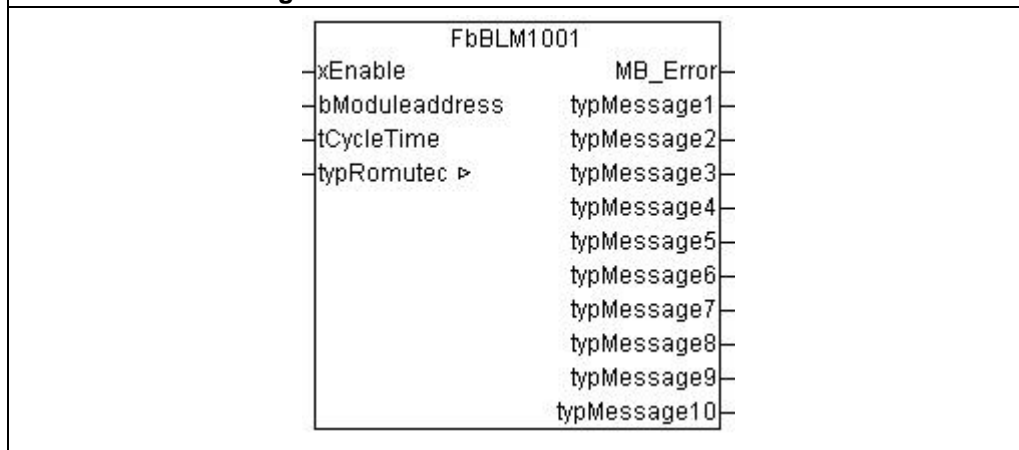 FbBLM1001
xEnable MB_Error
bModuleaddress typMessage1
tCycleTime typMessage2
typRomutec ▹ typMessage3
typMessage4
typMessage5
typMessage6
typMessage7
typMessage8
typMessage9
typMessage10